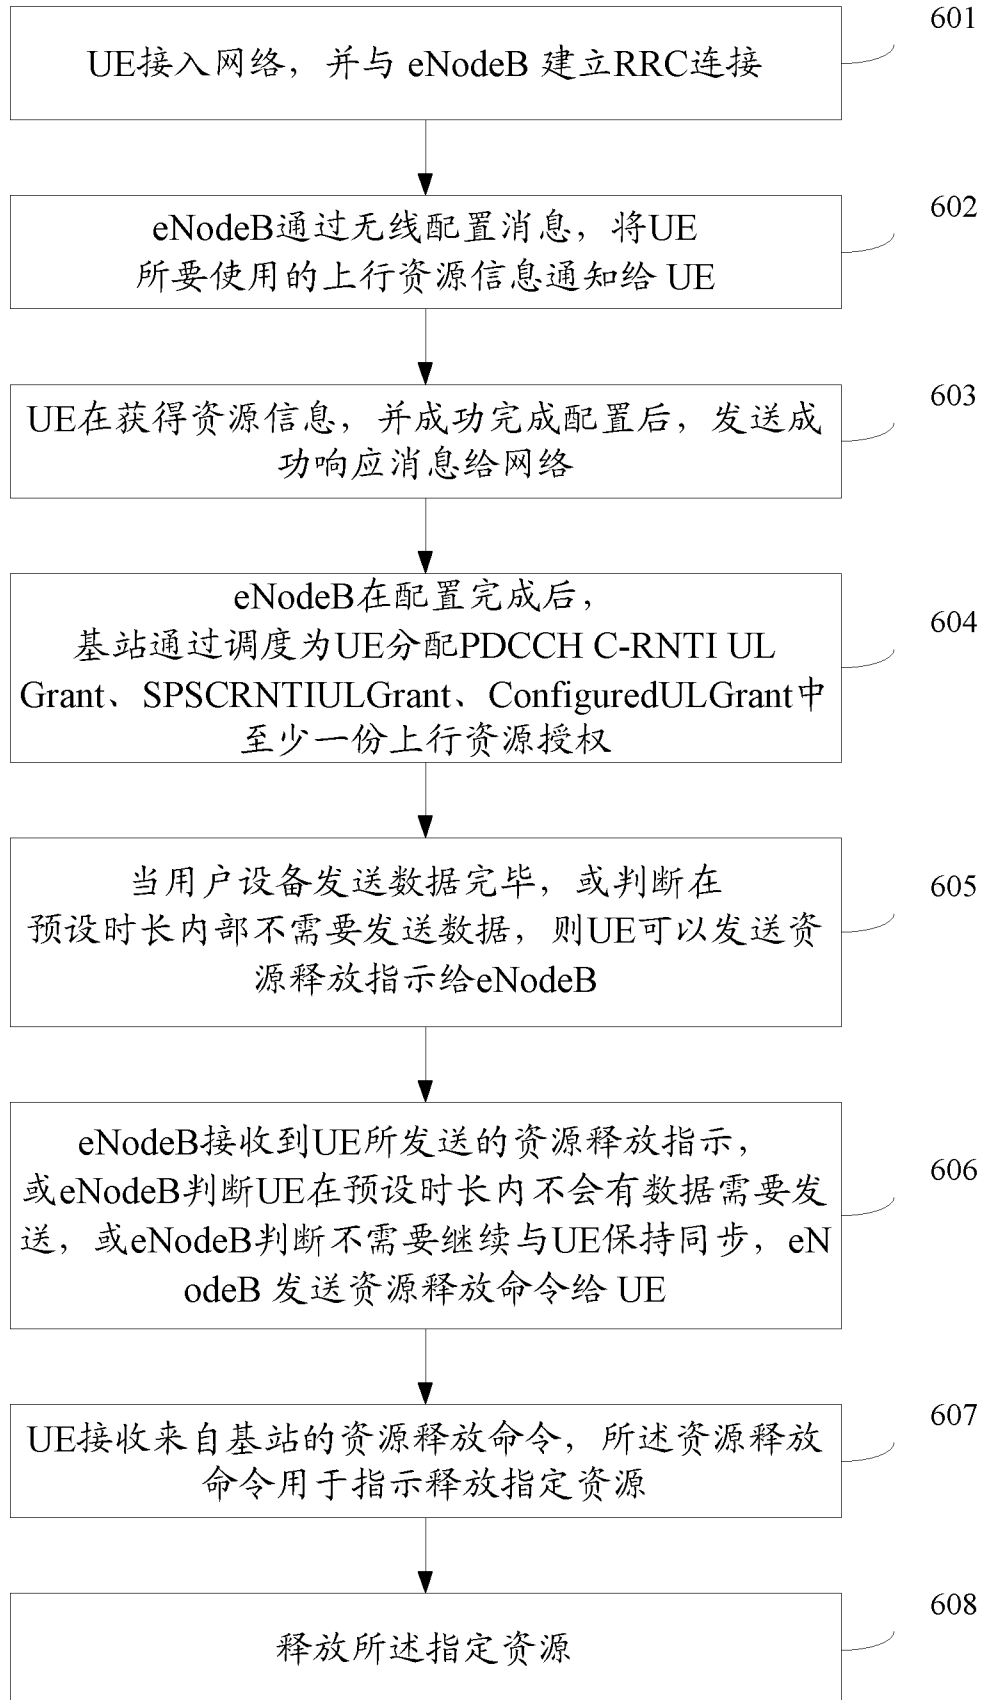 601
UE接入网络，并与 eNodeB 建立RRC连接
602
eNodeB通过无线配置消息，将UE
所要使用的上行资源信息通知给 UE
603
UE在获得资源信息，并成功完成配置后，发送成
功响应消息给网络
604
eNodeB在配置完成后，
基站通过调度为UE分配PDCCH C-RNTI UL
Grant、SPSCRNTIULGrant、ConfiguredULGrant中
至少一份上行资源授权
605
当用户设备发送数据完毕，或判断在
预设时长内部不需要发送数据，则UE可以发送资
源释放指示给eNodeB
606
eNodeB接收到UE所发送的资源释放指示，
或eNodeB判断UE在预设时长内不会有数据需要发
送，或eNodeB判断不需要继续与UE保持同步，eN
odeB 发送资源释放命令给 UE
607
UE接收来自基站的资源释放命令，所述资源释放
命令用于指示释放指定资源
608
释放所述指定资源